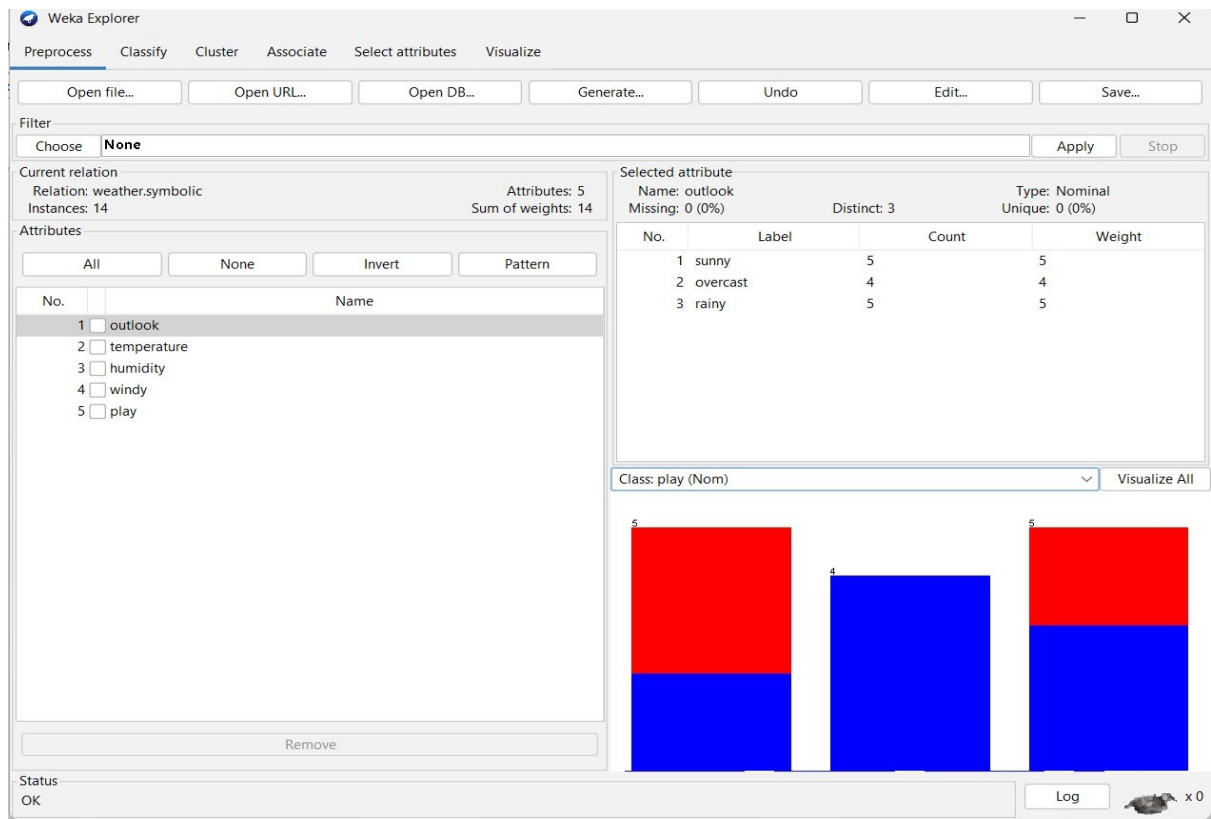 Weka Explorer
Preprocess Classify Cluster Associate Select attributes Visualize
Open file... Open URL... Open DB... Generate... Undo Edit... Save...
Filter
Choose None Apply Stop
Current relation
Relation: weather.symbolic Attributes: 5
Instances: 14 Sum of weights: 14
Attributes
All None Invert Pattern
No. Name
1 outlook
2 temperature
3 humidity
4 windy
5 play
Remove
Selected attribute
Name: outlook Type: Nominal
Missing: 0 (0%) Distinct: 3 Unique: 0 (0%)
No. Label Count Weight
1 sunny 5 5
2 overcast 4 4
3 rainy 5 5
Class: play (Nom) Visualize All
5 4 5
Status
OK
Log x 0